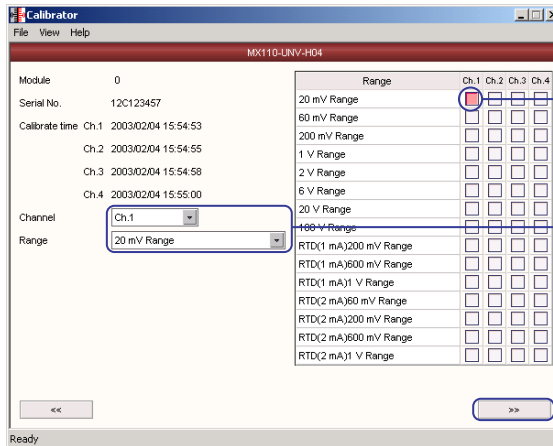 Calibrator
File View Help
MX110-UNV-H04
Module 0
Serial No. 12C123457
Calibrate time Ch.1 2003/02/04 15:54:53
Ch.2 2003/02/04 15:54:55
Ch.3 2003/02/04 15:54:58
Ch.4 2003/02/04 15:55:00
Channel Ch.1
Range 20 mV Range
Range Ch.1 Ch.2 Ch.3 Ch.4
20 mV Range
60 mV Range
200 mV Range
1 V Range
2 V Range
6 V Range
20 V Range
100 V Range
RTD(1 mA)200 mV Range
RTD(1 mA)600 mV Range
RTD(1 mA)1 V Range
RTD(2 mA)60 mV Range
RTD(2 mA)200 mV Range
RTD(2 mA)600 mV Range
RTD(2 mA)1 V Range
<< >>
Ready